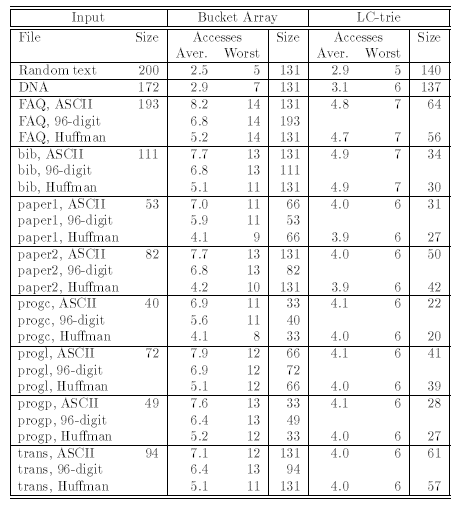 Input Bucket Array LC-trie
File Size Accesses Size Accesses Size
Aver. Worst Aver. Worst
Random text 200 2.5 5 131 2.9 5 140
DNA 172 2.9 7 131 3.1 6 137
FAQ, ASCII 193 8.2 14 131 4.8 7 64
FAQ, 96-digit 6.8 14 193
FAQ, Huffman 5.2 14 131 4.7 7 56
bib, ASCII 111 7.7 13 131 4.9 7 34
bib, 96-digit 6.8 13 111
bib, Huffman 5.1 11 131 4.9 7 30
paper1, ASCII 53 7.0 11 66 4.0 6 31
paper1, 96-digit 5.9 11 53
paper1, Huffman 4.1 9 66 3.9 6 27
paper2, ASCII 82 7.7 13 131 4.0 6 50
paper2, 96-digit 6.8 13 82
paper2, Huffman 4.2 10 131 3.9 6 42
progc, ASCII 40 6.9 11 33 4.1 6 22
progc, 96-digit 5.6 11 40
progc, Huffman 4.1 8 33 4.0 6 20
progl, ASCII 72 7.9 12 66 4.1 6 41
progl, 96-digit 6.9 12 72
progl, Huffman 5.1 12 66 4.0 6 39
progp, ASCII 49 7.6 13 33 4.1 6 28
progp, 96-digit 6.4 13 49
progp, Huffman 5.2 12 33 4.0 6 27
trans, ASCII 94 7.1 12 131 4.0 6 61
trans, 96-digit 6.4 13 94
trans, Huffman 5.1 11 131 4.0 6 57